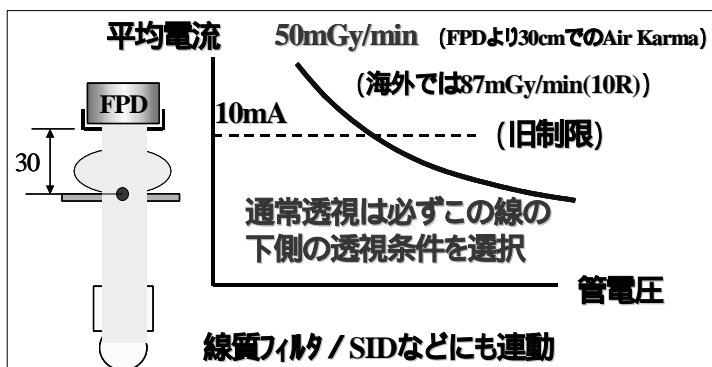 平均電流 50mGy/min (FPDより30cmでのAir Karma)
(海外では87mGy/min(10R))
FPD
10mA
(旧制限)
30
通常透視は必ずこの線の
下側の透視条件を選択
管電圧
線質フィルタ / SIDなどにも連動